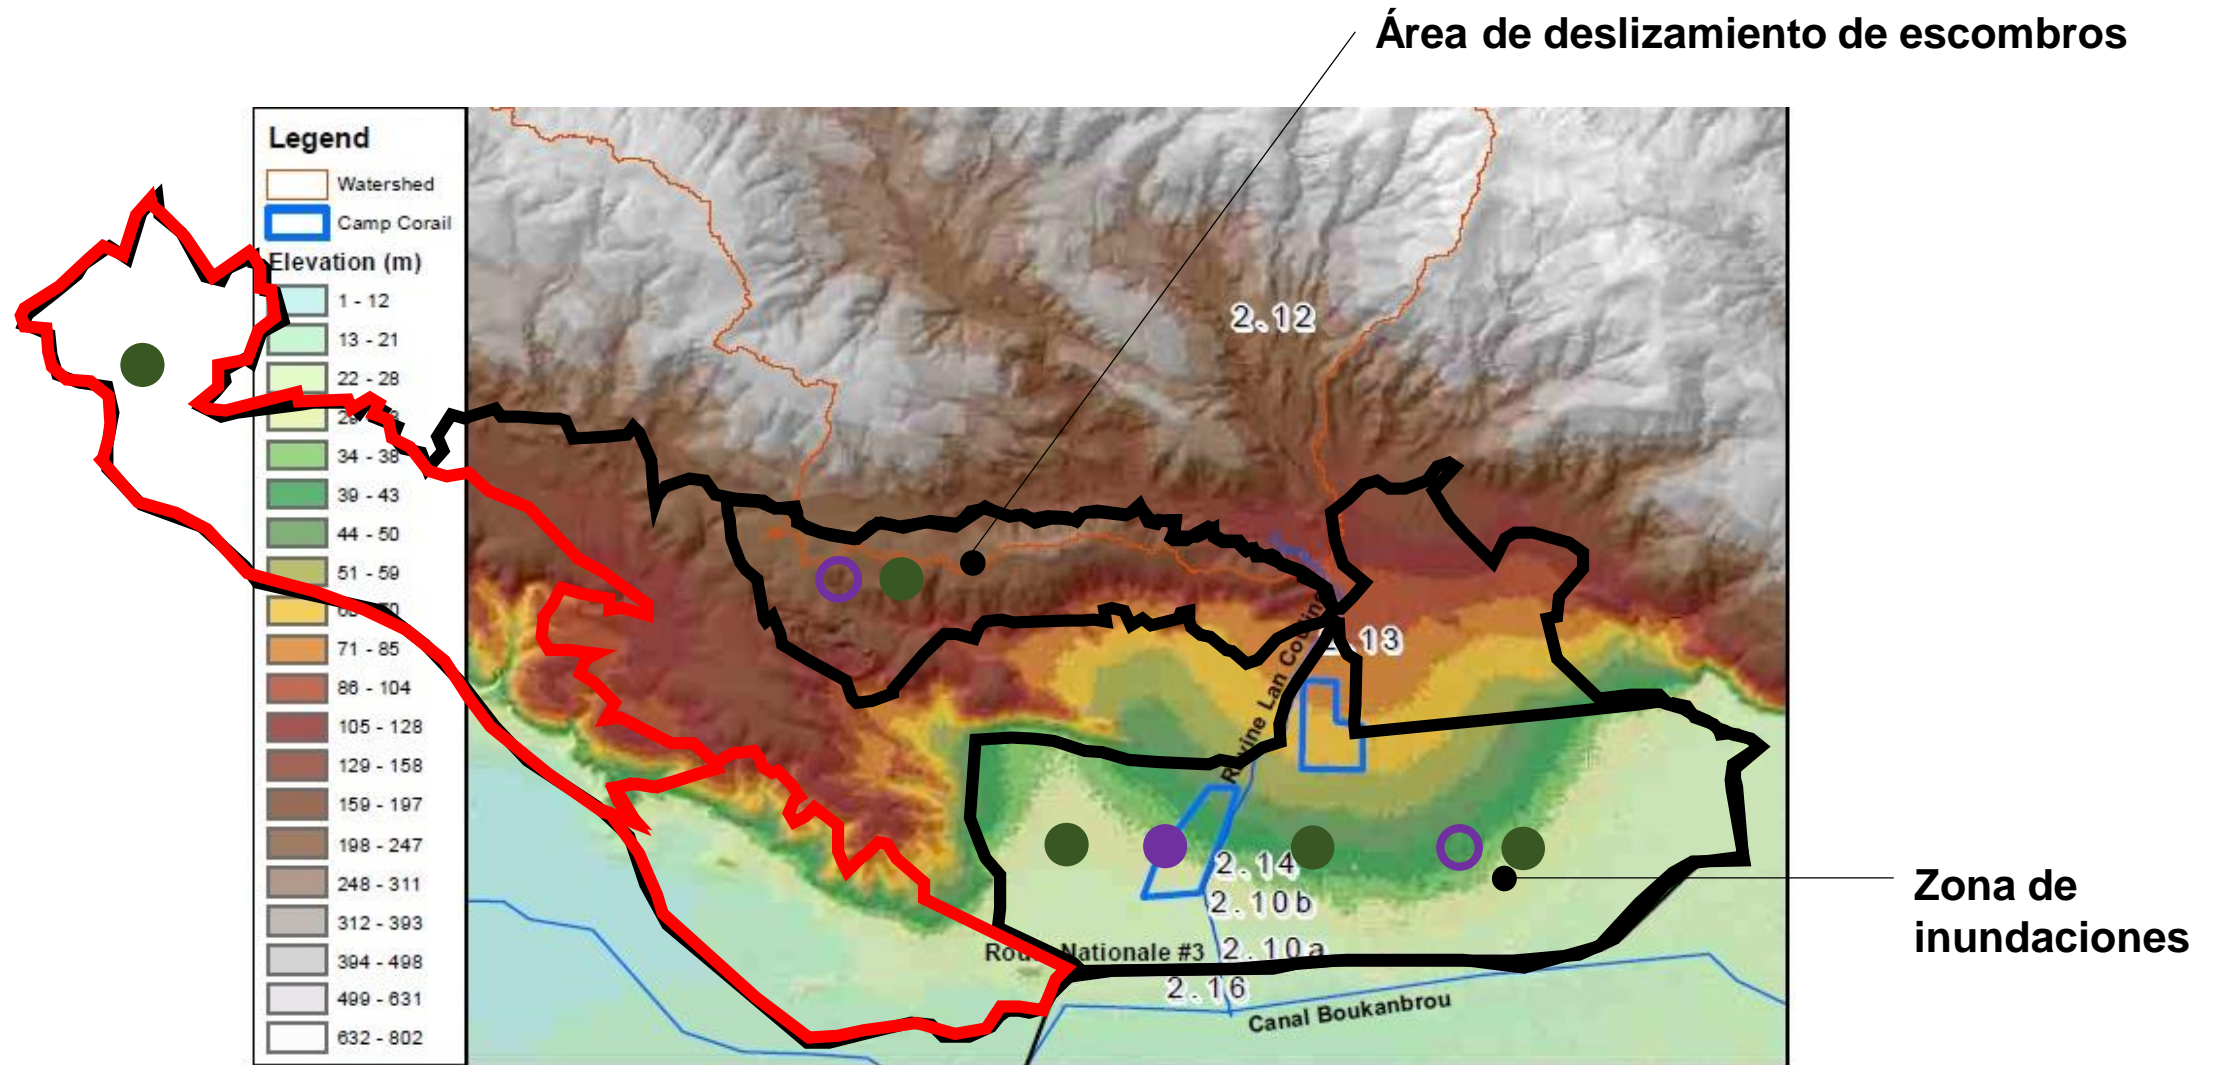 Área de deslizamiento de escombros
Legend
Watershed
Camp Corail
Elevation (m)
1 - 12
13 - 21
22 - 28
34 - 38
39 - 43
44 - 50
51 - 59
71 - 85
86 - 104
105 - 128
129 - 158
159 - 197
198 - 247
248 - 311
312 - 393
394 - 498
499 - 631
632 - 802
2.12
.13
Ravine Lan Couline
2.14
2.10b
Nationale #3
2.10a
2.16
Canal Boukanbrou
Zona de
inundaciones